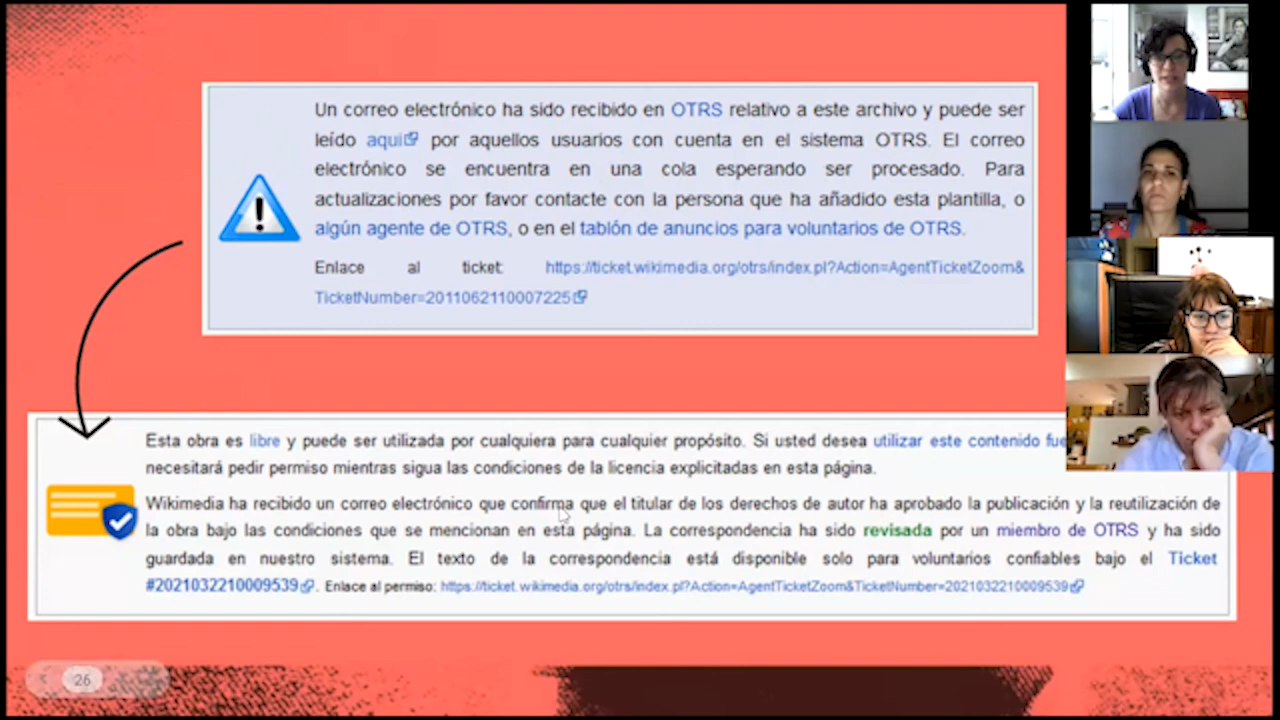 Un correo electrónico ha sido recibido en OTRS relativo a este archivo y puede ser
leído aqui por aquellos usuarios con cuenta en el sistema OTRS. El correo
electrónico se encuentra en una cola esperando ser procesado. Para
actualizaciones por favor contacte con la persona que ha añadido esta plantilla, o
algún agente de OTRS, o en el tablón de anuncios para voluntarios de OTRS.
Enlace al ticket: https://ticket.wikimedia.org/otrs/index.pl?Action=AgentTicketZoom&
TicketNumber=2011062110007225
Esta obra es libre y puede ser utilizada por cualquiera para cualquier propósito. Si usted desea utilizar este contenido fue
necesitará pedir permiso mientras sigua las condiciones de la licencia explicitadas en esta página.
Wikimedia ha recibido un correo electrónico que confirma que el titular de los derechos de autor ha aprobado la publicación y la reutilización de
la obra bajo las condiciones que se mencionan en esta página. La correspondencia ha sido revisada por un miembro de OTRS y ha sido
guardada en nuestro sistema. El texto de la correspondencia está disponible solo para voluntarios confiables bajo el Ticket
#2021032210009539. Enlace al permiso: https://ticket.wikimedia.org/otrs/index.pl?Action=AgentTicketZoom&TicketNumber=2021032210009539
26